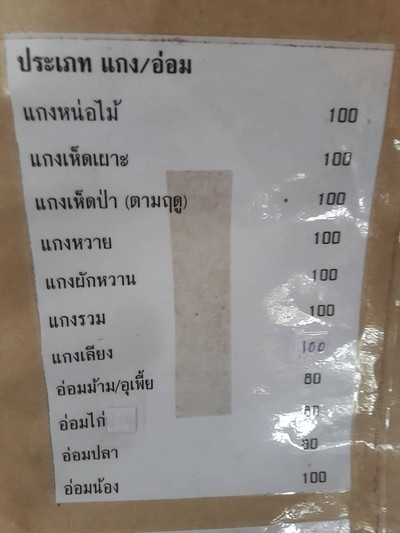 ประเภท แกง/อ่อม
แกงหน่อไม้ 100
แกงเห็ดเผาะ 100
แกงเห็ดป่า (ตามฤดู) 100
แกงหวาย 100
แกงผักหวาน 100
แกงรวม 100
แกงเลียง 100
อ่อมม้าม/อุเพี้ย 80
อ่อมไก่ 80
อ่อมปลา 80
อ่อมน้อง 100